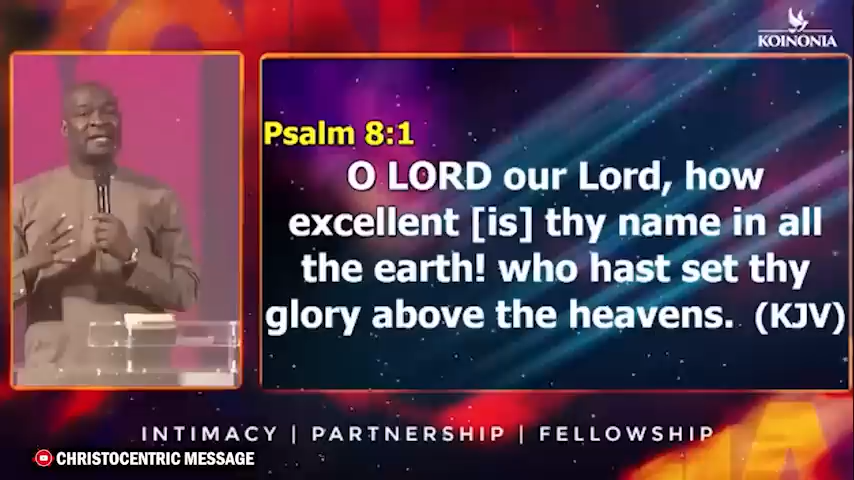 KOINONIA
Psalm 8:1
O LORD our Lord, how
excellent [is] thy name in all
the earth! who hast set thy
glory above the heavens. (KJV)
INTIMACY | PARTNERSHIP | FELLOWSHIP
CHRISTOCENTRIC MESSAGE